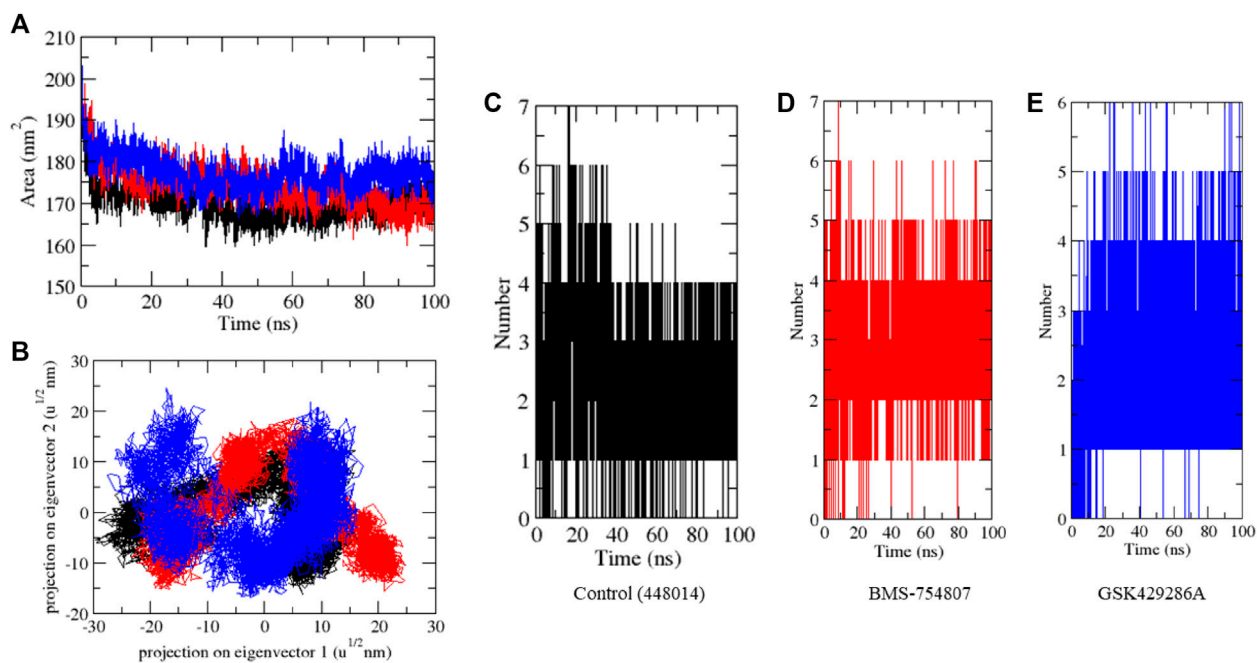 A
210
200
190
180
170
160
150
Area (nm²)
0 20 40 60 80 100
Time (ns)
B
30
20
10
0
-10
-20
projection on eigenvector 2 (u^1/2 nm)
-30 -20 -10 0 10 20 30
projection on eigenvector 1 (u^1/2 nm)
C
7
6
5
4
3
2
1
0
Number
0 20 40 60 80 100
Time (ns)
Control (448014)
D
7
6
5
4
3
2
1
0
Number
0 20 40 60 80 100
Time (ns)
BMS-754807
E
6
5
4
3
2
1
0
Number
0 20 40 60 80 100
Time (ns)
GSK429286A